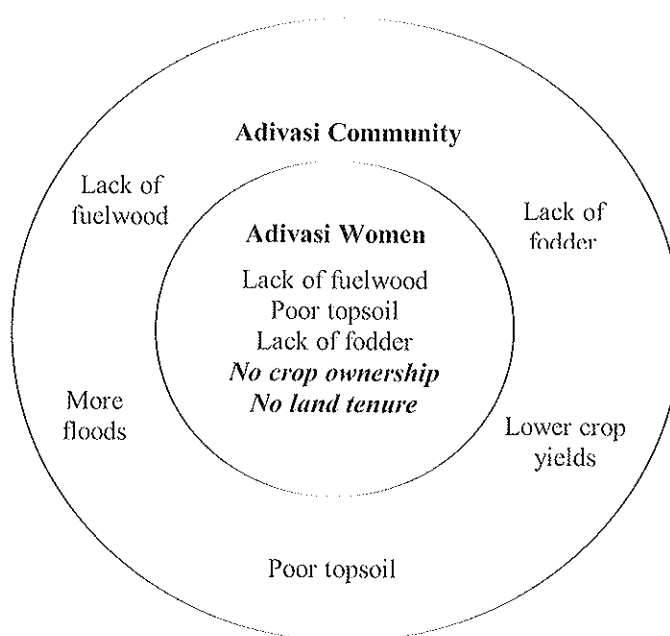 Adivasi Community
Lack of
fuelwood
Lack of
fodder
Adivasi Women
Lack of fuelwood
Poor topsoil
Lack of fodder
No crop ownership
No land tenure
More
floods
Lower crop
yields
Poor topsoil